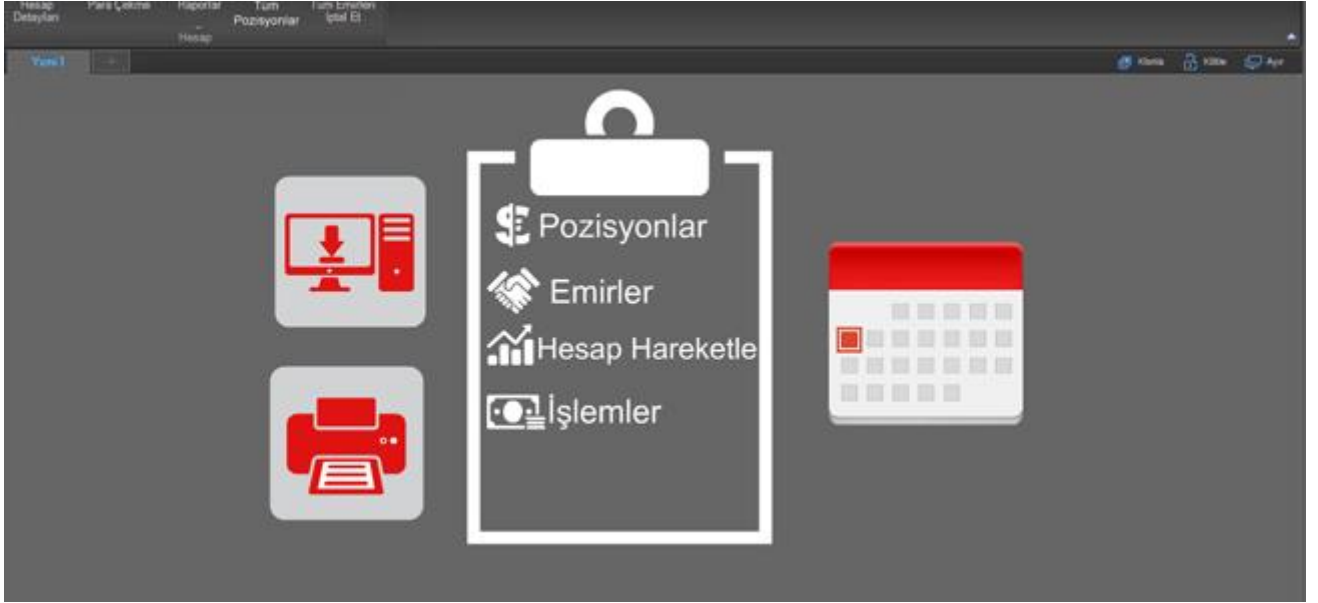 Hesap
Detayları
Para Çekme
Raporlar
Tüm
Pozisyonlar
Tüm Emirleri
İptal Et
Hesap
Yeni 1
+
Klonla
Kilitle
Ayır
Pozisyonlar
Emirler
Hesap Hareketle
İşlemler